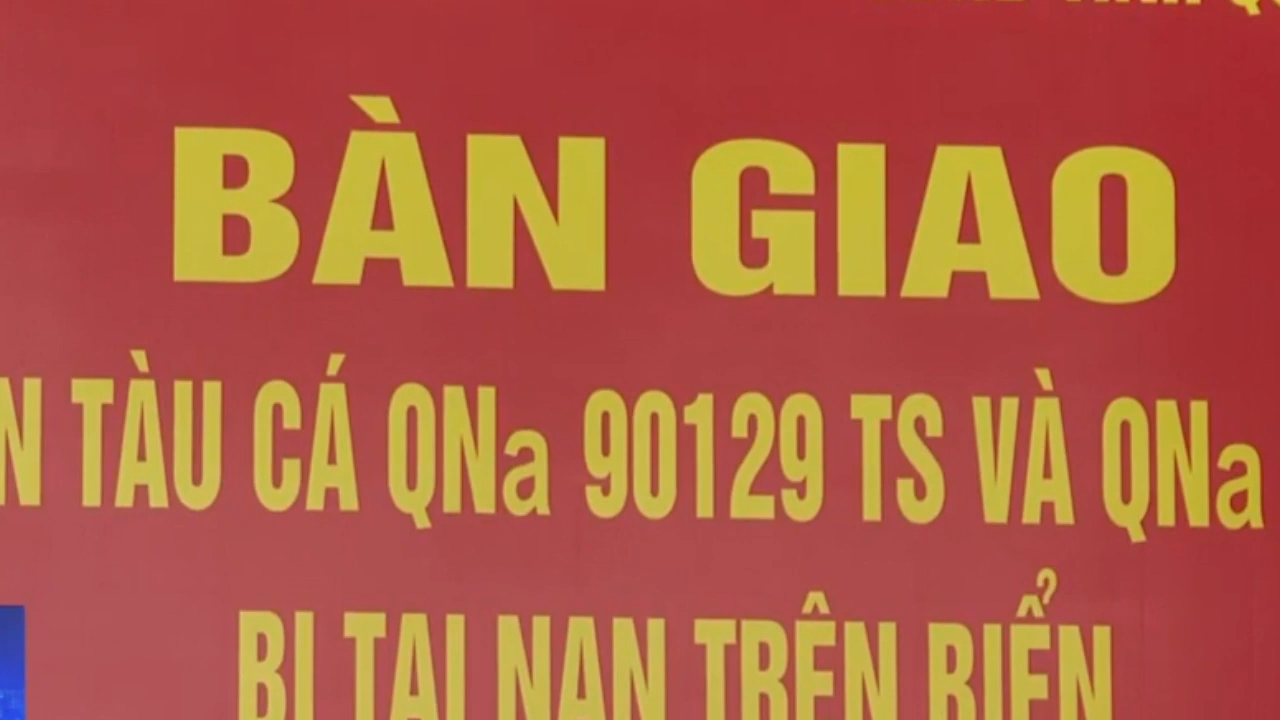 BÀN GIAO
TÀU CÁ QNa 90129 TS VÀ QNa
BỊ TAI NẠN TRÊN BIỂN